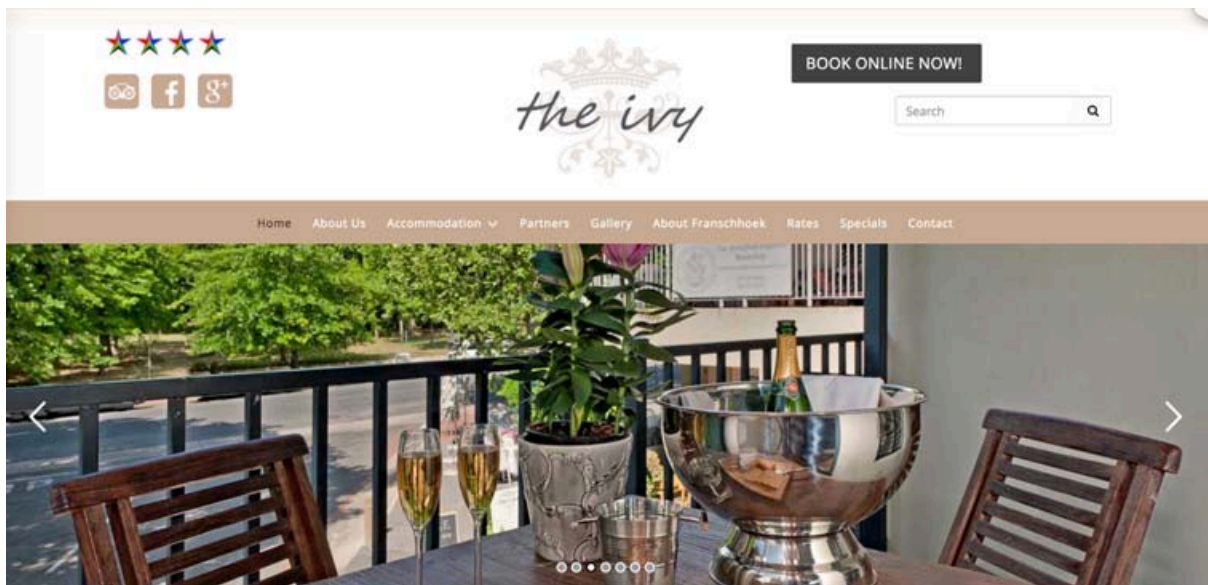 BOOK ONLINE NOW!
the ivy
Search
Home About Us Accommodation Partners Gallery About Franschhoek Rates Specials Contact